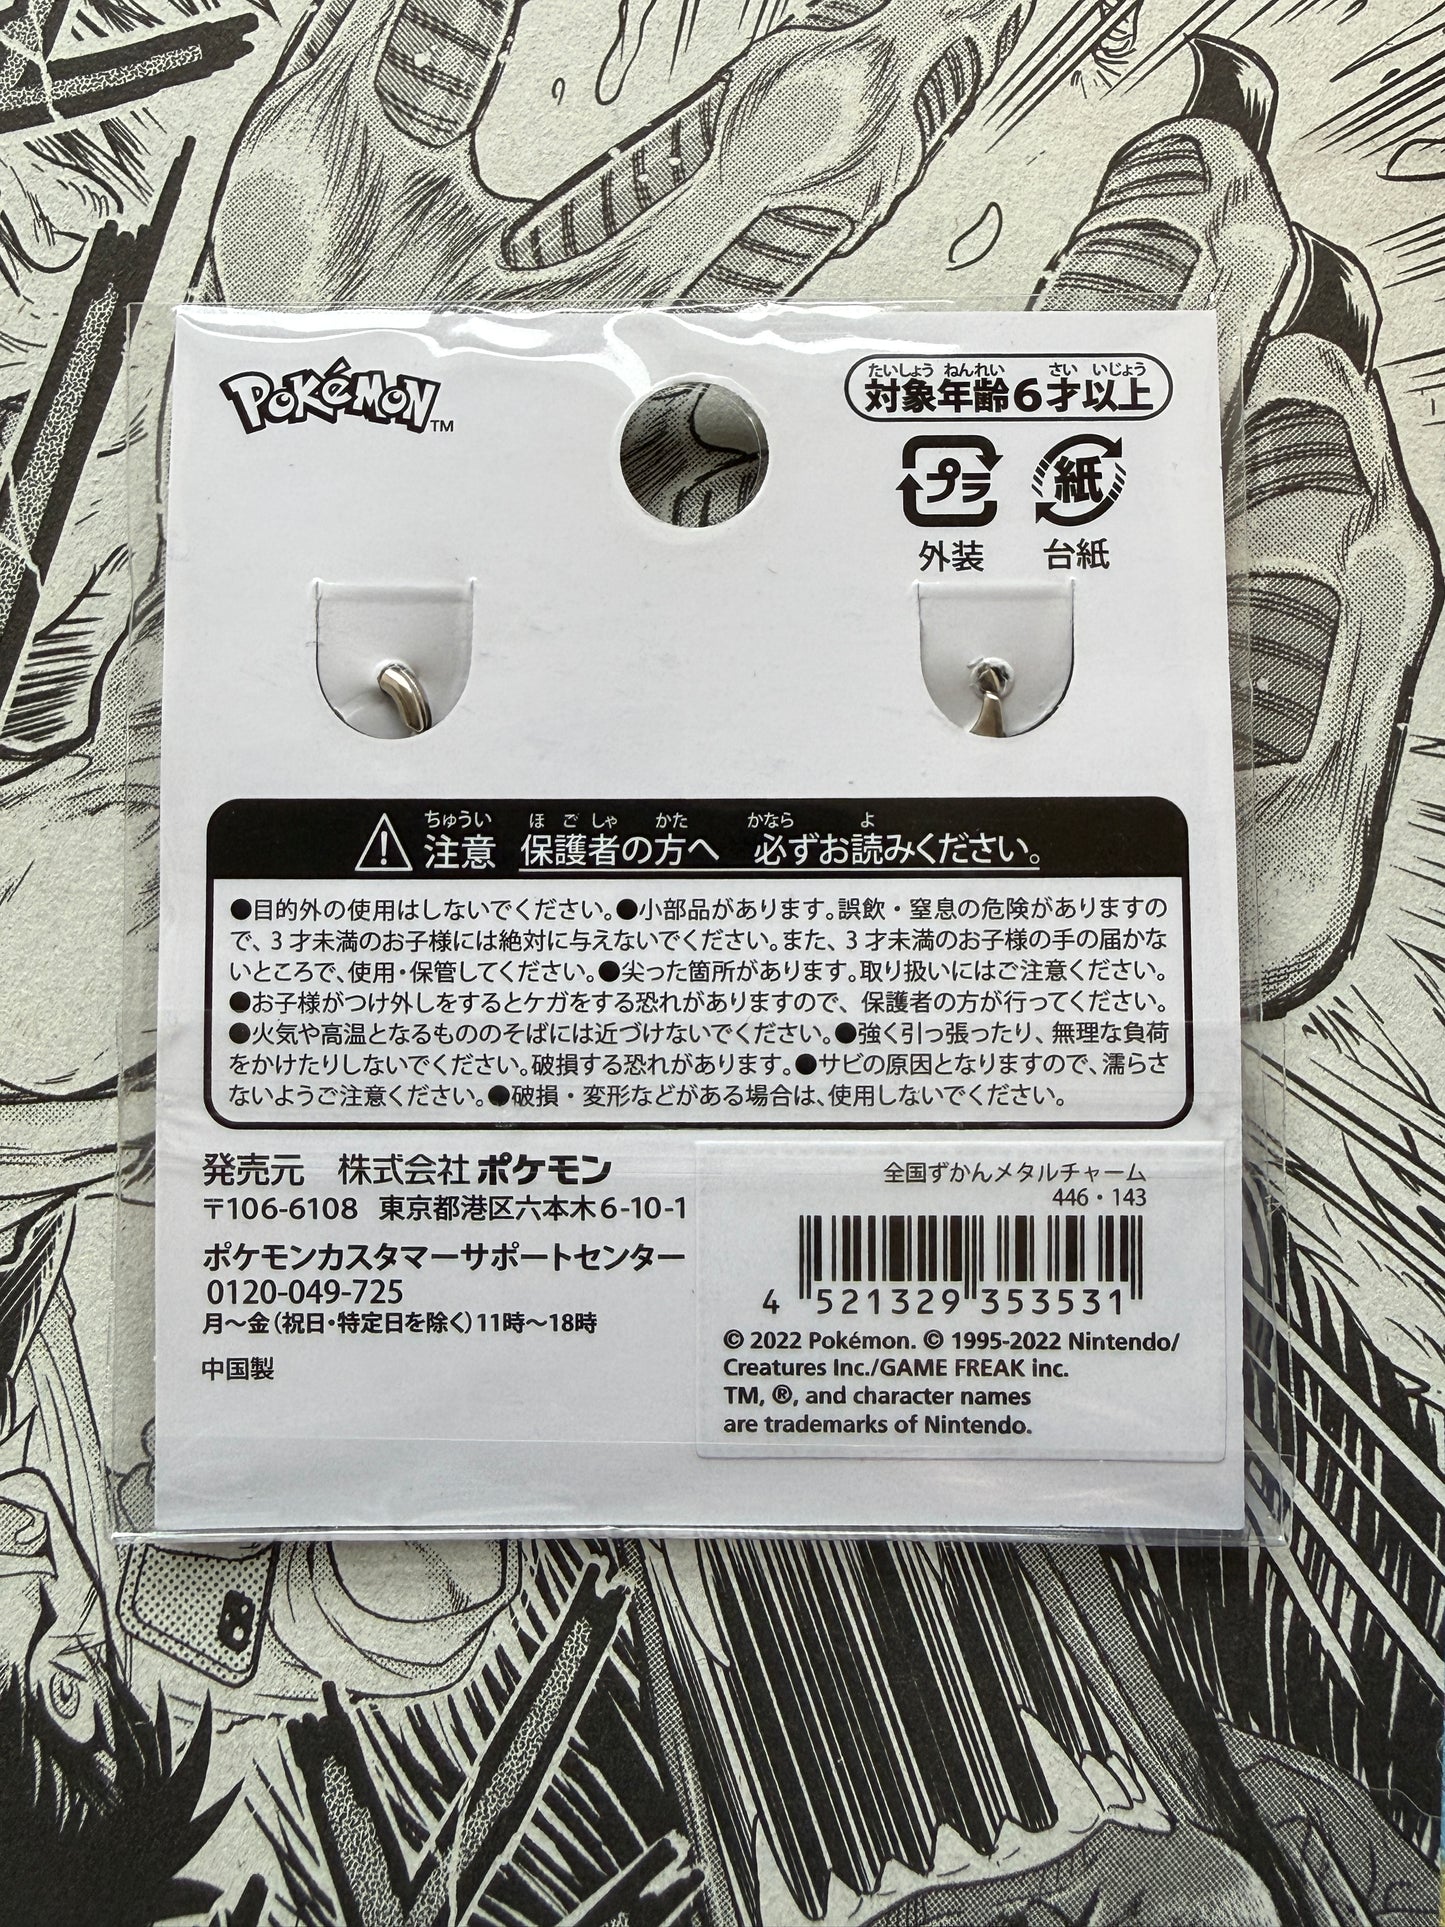 POKéMON™
たいしょう ねんれい さい いじょう
対象年齢6才以上
プラ 紙
外装 台紙
ちゅうい ほごしゃ かた かなら よ
注意 保護者の方へ 必ずお読みください。
●目的外の使用はしないでください。●小部品があります。誤飲・窒息の危険がありますの
で、3才未満のお子様には絶対に与えないでください。また、3才未満のお子様の手の届かな
いところで、使用・保管してください。●尖った箇所があります。取り扱いにはご注意ください。
●お子様がつけ外しをするとケガをする恐れがありますので、保護者の方が行ってください。
●火気や高温となるもののそばには近づけないでください。●強く引っ張ったり、無理な負荷
をかけたりしないでください。破損する恐れがあります。●サビの原因となりますので、濡らさ
ないようご注意ください。●破損・変形などがある場合は、使用しないでください。
発売元 株式会社ポケモン
〒106-6108 東京都港区六本木6-10-1
ポケモンカスタマーサポートセンター
0120-049-725
月〜金(祝日・特定日を除く)11時〜18時
中国製
全国ずかんメタルチャーム
446・143
4 521329 353531
© 2022 Pokémon. © 1995-2022 Nintendo/
Creatures Inc./GAME FREAK inc.
TM, ®, and character names
are trademarks of Nintendo.